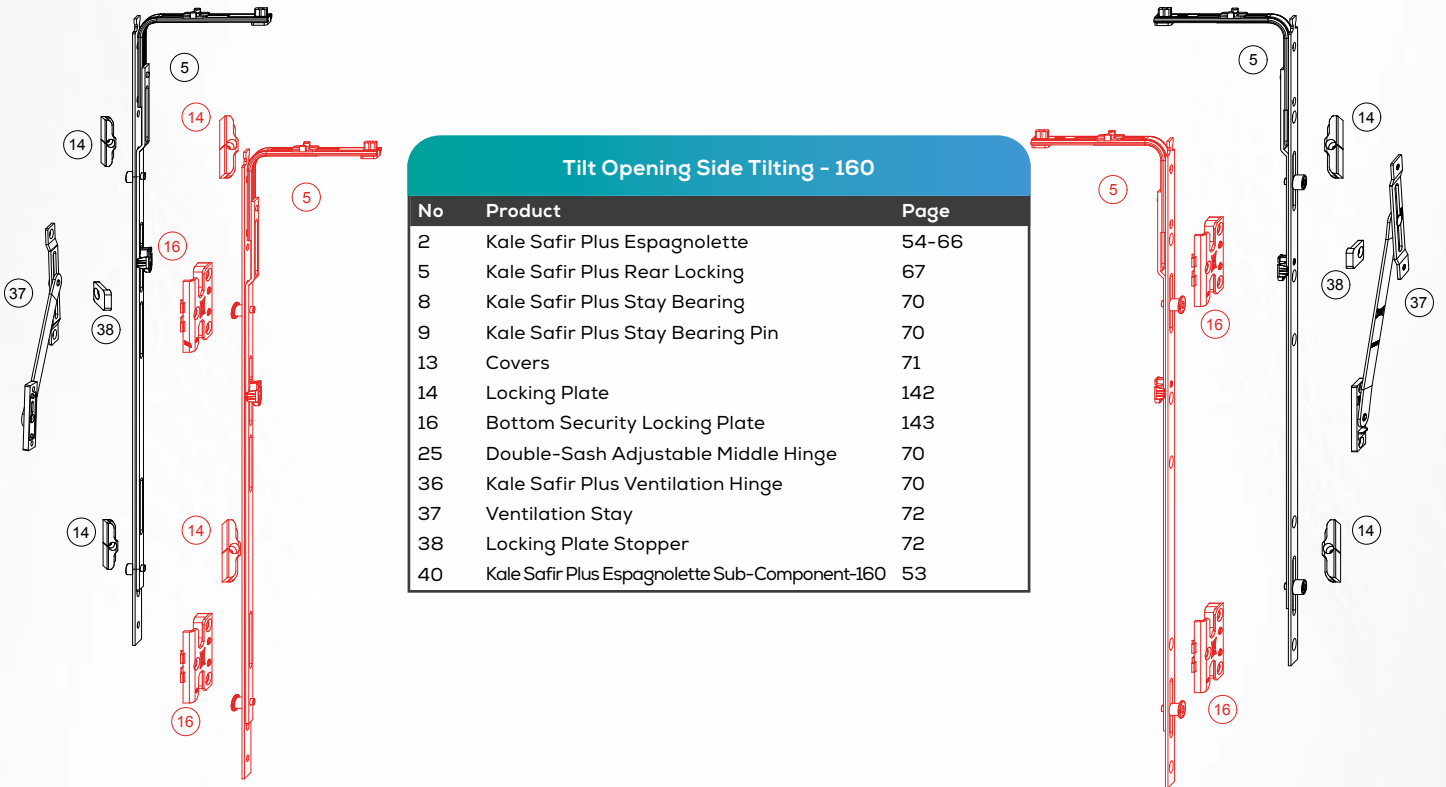 5
5
14
14
14
14
Tilt Opening Side Tilting - 160
5
5
No Product Page
2 Kale Safir Plus Espagnolette 54-66
5 Kale Safir Plus Rear Locking 67
8 Kale Safir Plus Stay Bearing 70
9 Kale Safir Plus Stay Bearing Pin 70
13 Covers 71
14 Locking Plate 142
16 Bottom Security Locking Plate 143
25 Double-Sash Adjustable Middle Hinge 70
36 Kale Safir Plus Ventilation Hinge 70
37 Ventilation Stay 72
38 Locking Plate Stopper 72
40 Kale Safir Plus Espagnolette Sub-Component-160 53
16
37
38
38
37
16
14
14
16
16